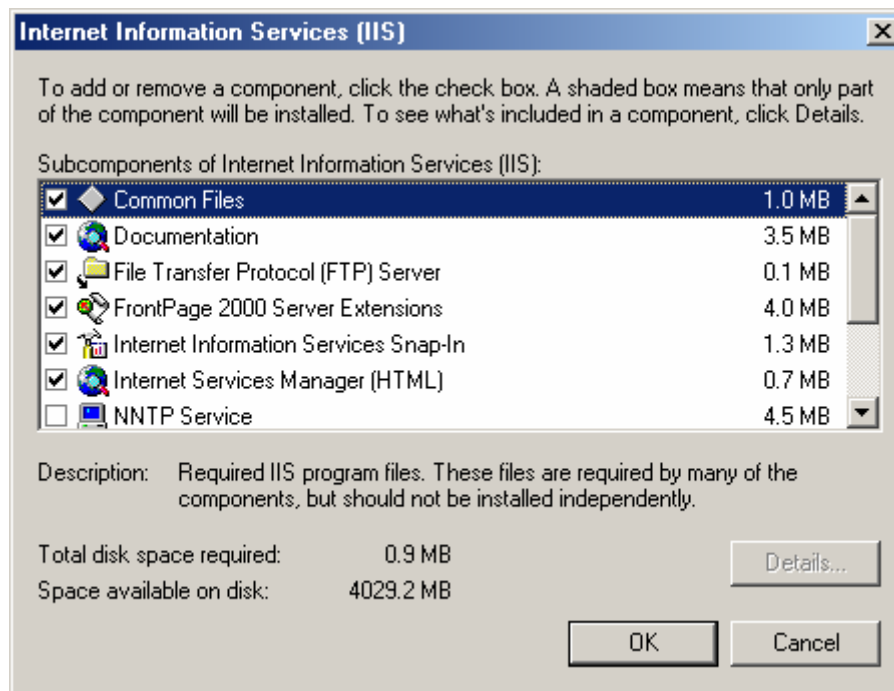 Internet Information Services (IIS)
To add or remove a component, click the check box. A shaded box means that only part
of the component will be installed. To see what's included in a component, click Details.
Subcomponents of Internet Information Services (IIS):
Common Files 1.0 MB
Documentation 3.5 MB
File Transfer Protocol (FTP) Server 0.1 MB
FrontPage 2000 Server Extensions 4.0 MB
Internet Information Services Snap-In 1.3 MB
Internet Services Manager (HTML) 0.7 MB
NNTP Service 4.5 MB
Description: Required IIS program files. These files are required by many of the
components, but should not be installed independently.
Total disk space required: 0.9 MB
Details...
Space available on disk: 4029.2 MB
OK Cancel